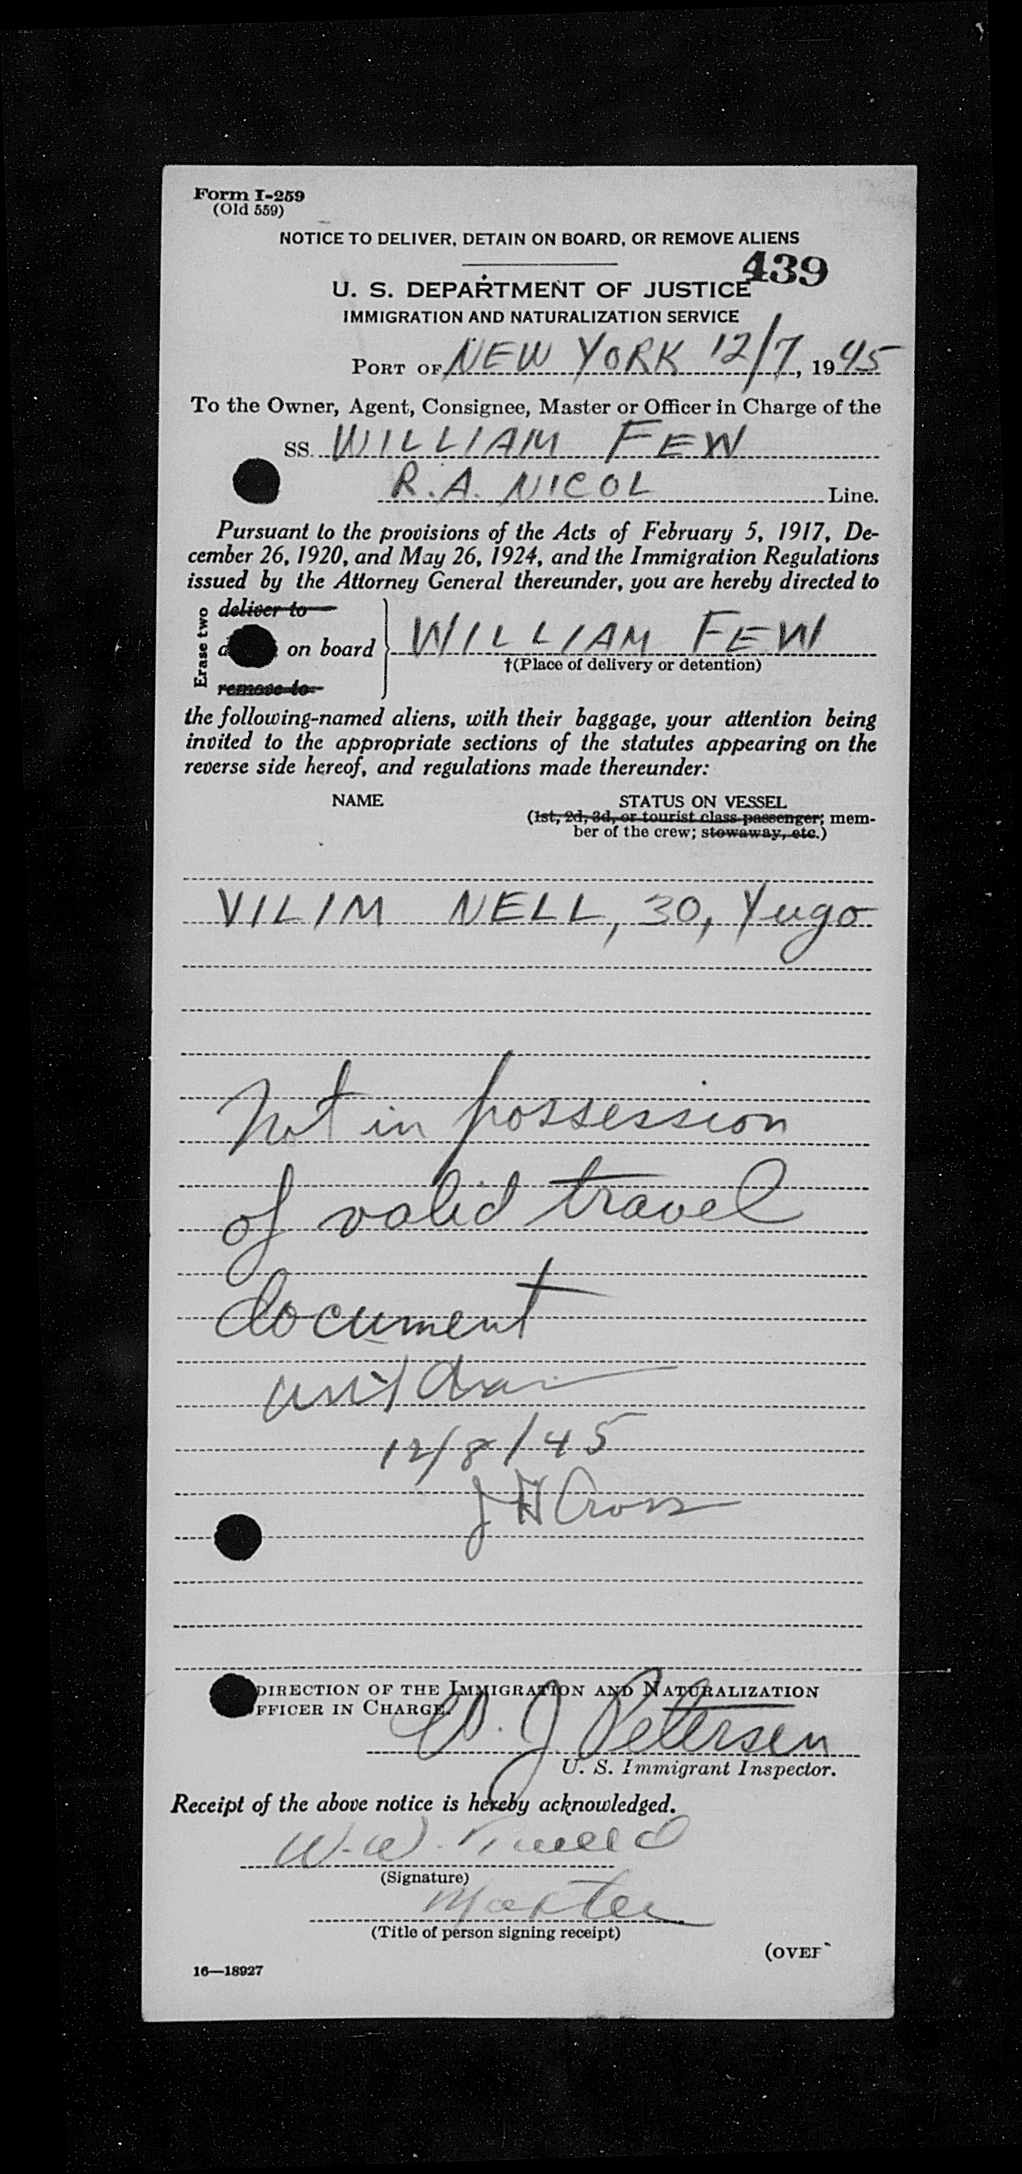 Form I-259
(Old 559)
NOTICE TO DELIVER, DETAIN ON BOARD, OR REMOVE ALIENS
439
U. S. DEPARTMENT OF JUSTICE
IMMIGRATION AND NATURALIZATION SERVICE
PORT OF NEW YORK 12/7, 1945
To the Owner, Agent, Consignee, Master or Officer in Charge of the
SS. WILLIAM FEW
R.A. NICOL Line.
Pursuant to the provisions of the Acts of February 5, 1917, De-
cember 26, 1920, and May 26, 1924, and the Immigration Regulations
issued by the Attorney General thereunder, you are hereby directed to
Erase two
deliver to
on board WILLIAM FEW
†(Place of delivery or detention)
remove to
the following-named aliens, with their baggage, your attention being
invited to the appropriate sections of the statutes appearing on the
reverse side hereof, and regulations made thereunder:
NAME STATUS ON VESSEL
(1st, 2d, 3d, or tourist class passenger; mem-
ber of the crew; stowaway, etc.)
VILIM NELL, 30, Yugo
Not in possession
of valid travel
document
12/8/45
J H Cross
DIRECTION OF THE IMMIGRATION AND NATURALIZATION
FFICER IN CHARGE.
J Petersen
U. S. Immigrant Inspector.
Receipt of the above notice is hereby acknowledged.
W. W.
(Signature)
Master
(Title of person signing receipt)
(OVER
16—18927